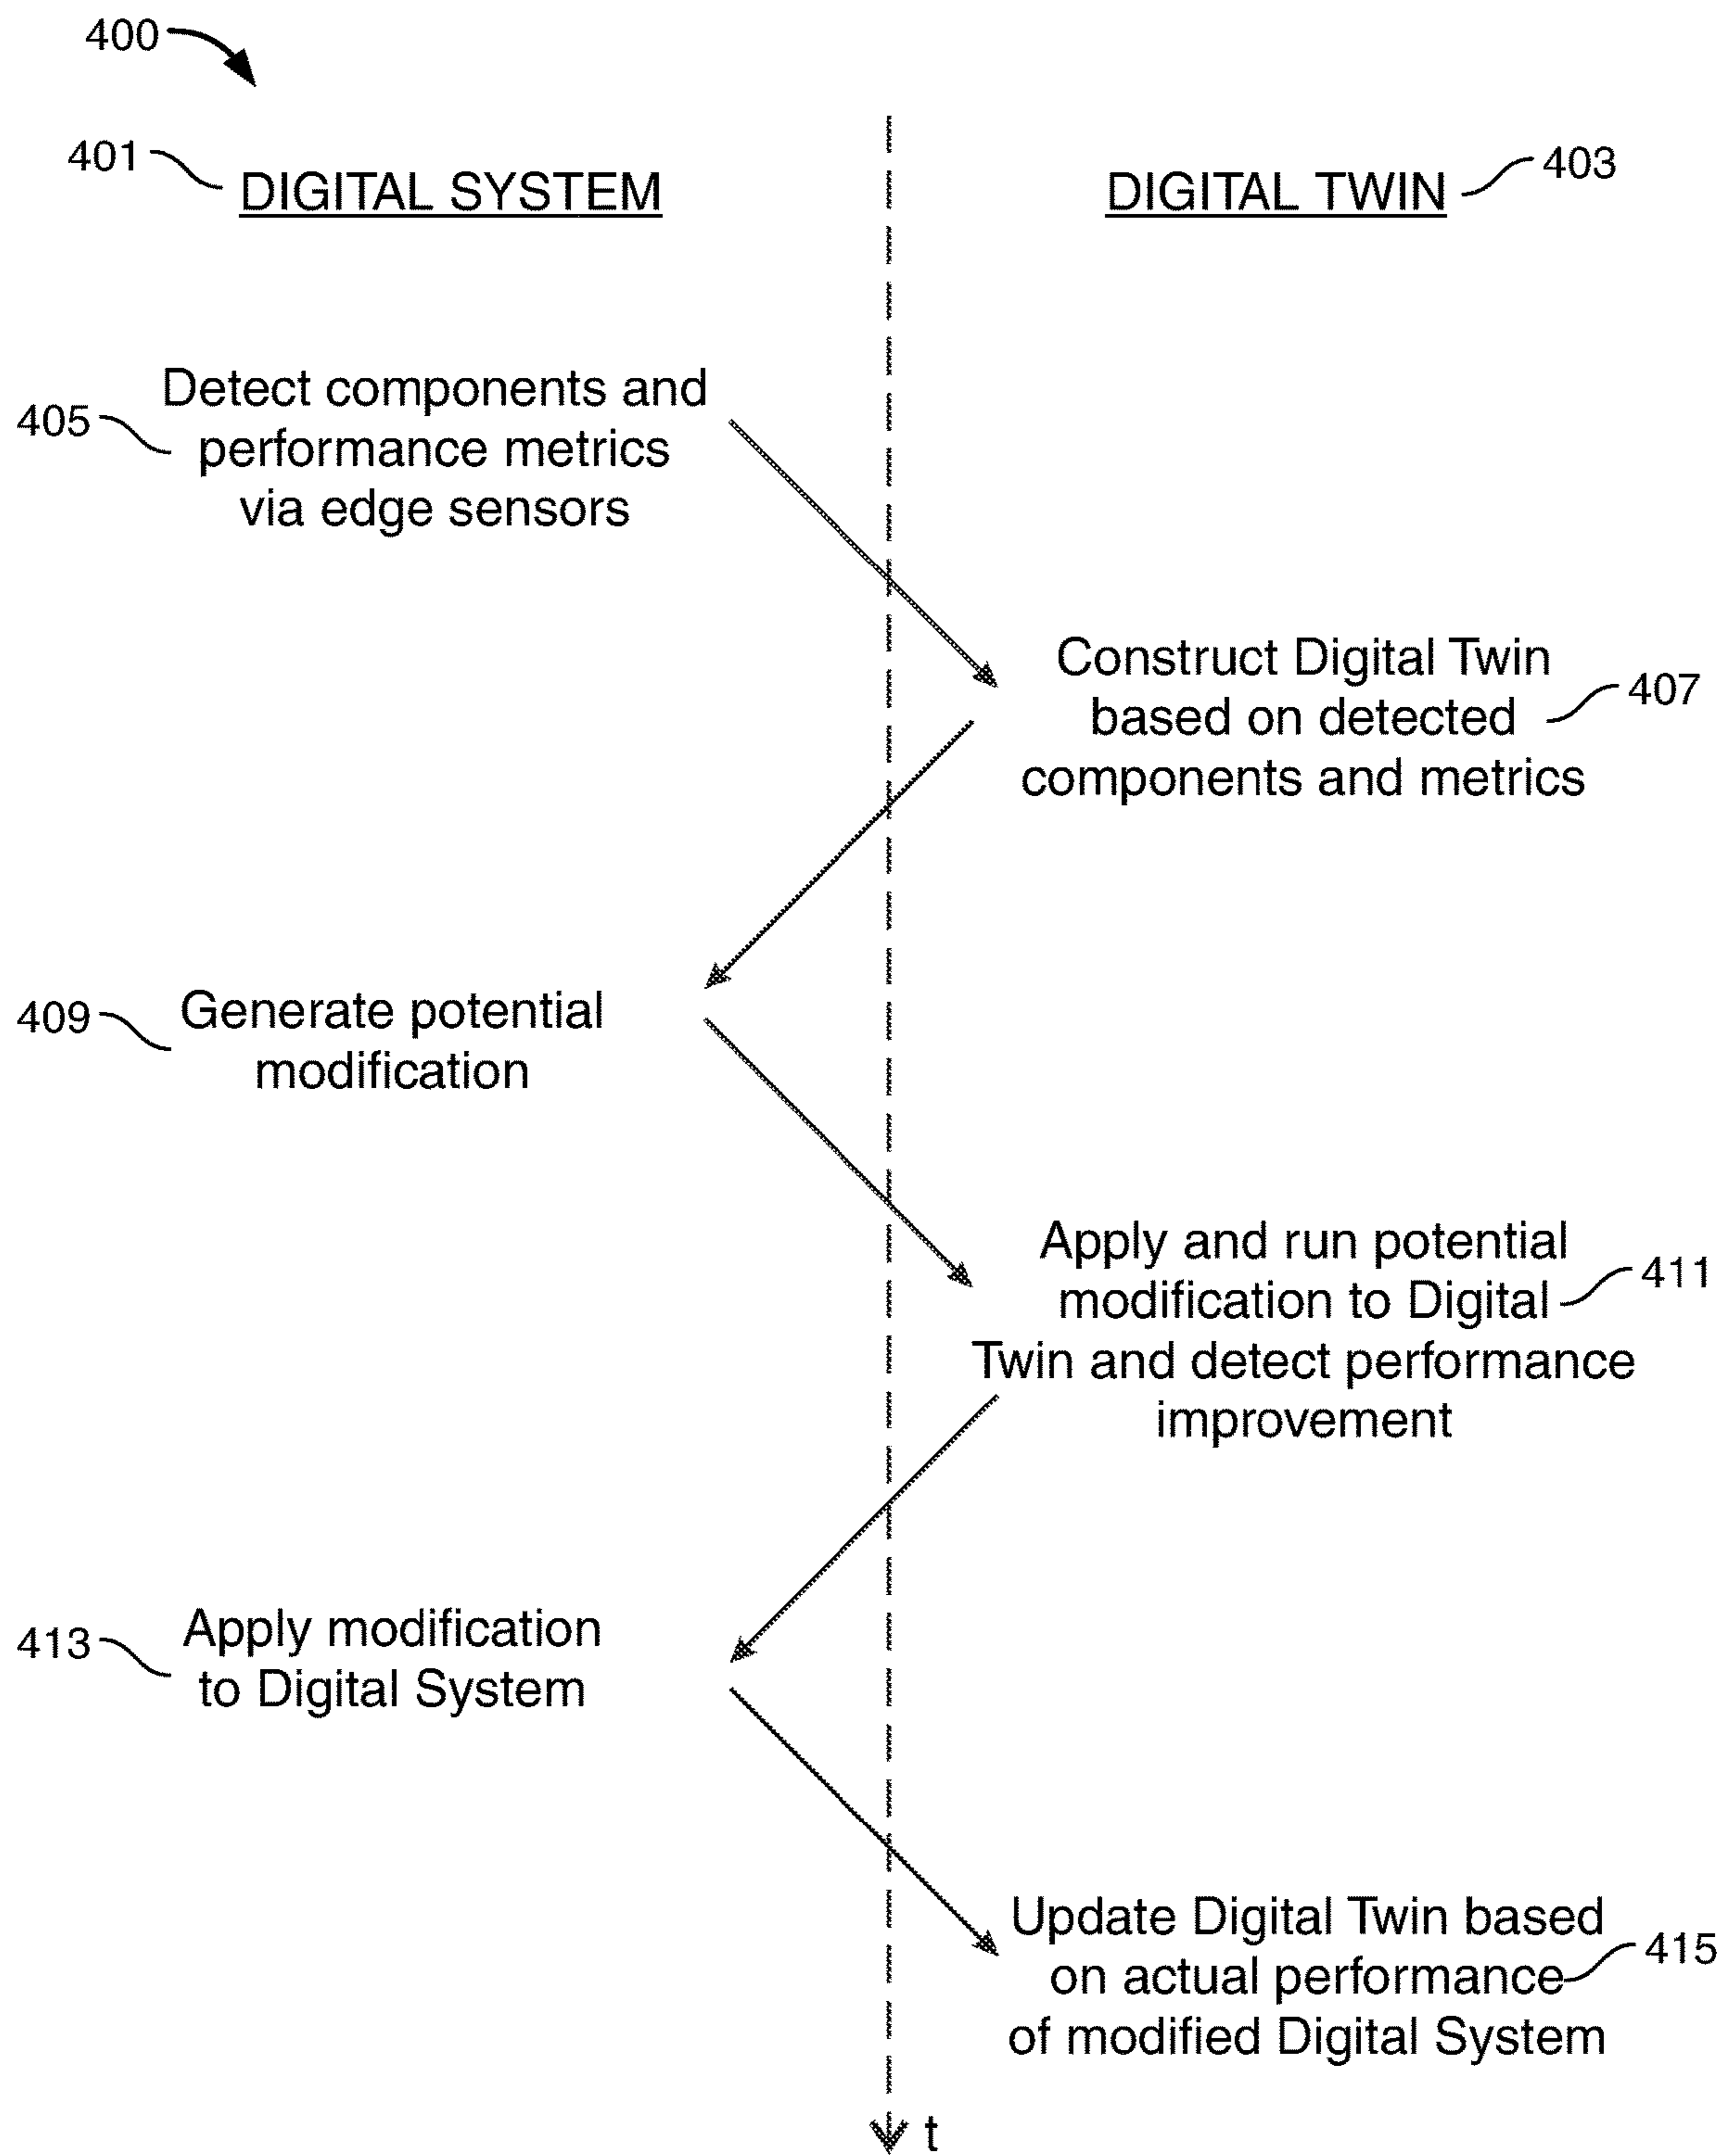 400
401
DIGITAL SYSTEM
DIGITAL TWIN
403
Detect components and
405
performance metrics
via edge sensors
Construct Digital Twin
407
based on detected
components and metrics
409
Generate potential
modification
Apply and run potential
411
modification to Digital
Twin and detect performance
improvement
413
Apply modification
to Digital System
Update Digital Twin based
415
on actual performance
of modified Digital System
t